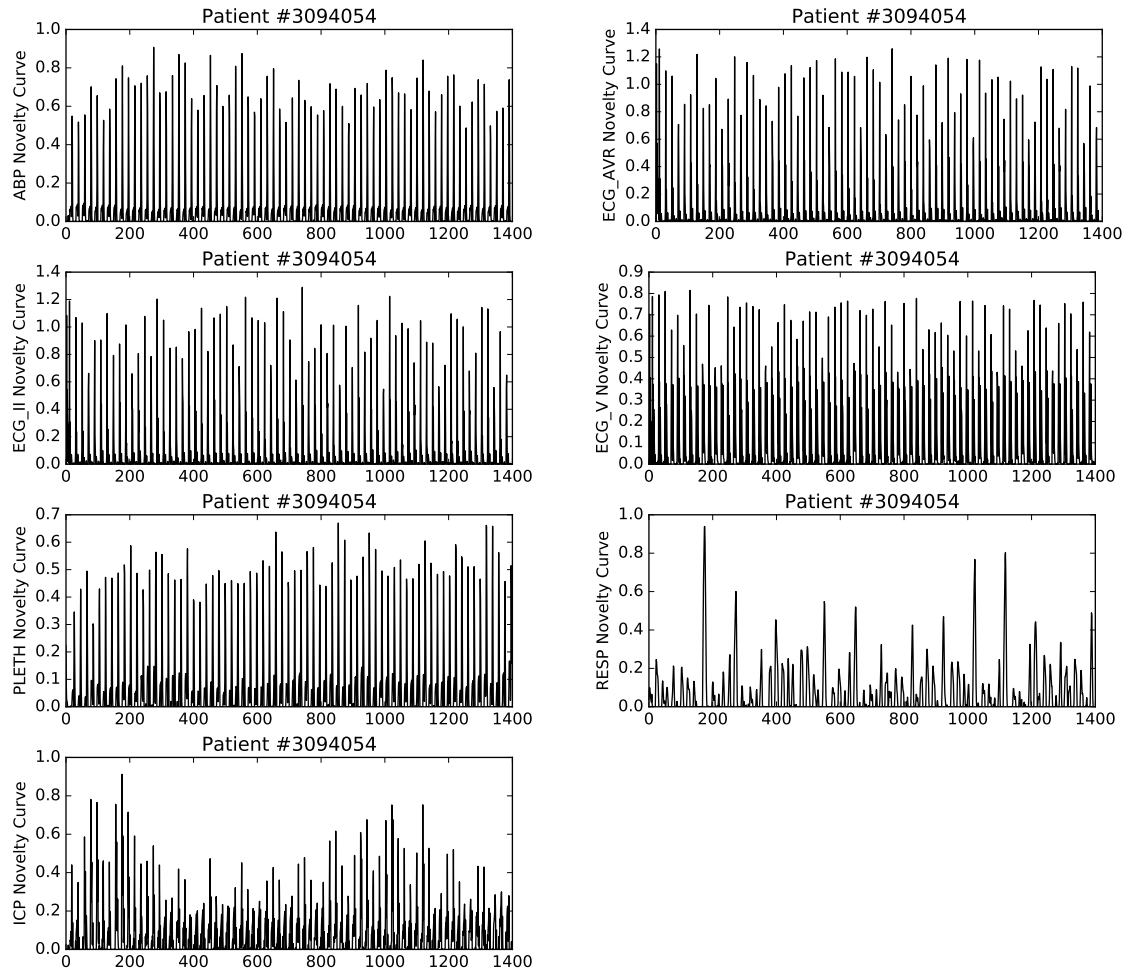 Patient #3094054
ABP Novelty Curve
1.0
0.8
0.6
0.4
0.2
0.0
0 200 400 600 800 1000 1200 1400
Patient #3094054
ECG_AVR Novelty Curve
1.4
1.2
1.0
0.8
0.6
0.4
0.2
0.0
0 200 400 600 800 1000 1200 1400
Patient #3094054
ECG_II Novelty Curve
1.4
1.2
1.0
0.8
0.6
0.4
0.2
0.0
0 200 400 600 800 1000 1200 1400
Patient #3094054
ECG_V Novelty Curve
0.9
0.8
0.7
0.6
0.5
0.4
0.3
0.2
0.1
0.0
0 200 400 600 800 1000 1200 1400
Patient #3094054
PLETH Novelty Curve
0.7
0.6
0.5
0.4
0.3
0.2
0.1
0.0
0 200 400 600 800 1000 1200 1400
Patient #3094054
RESP Novelty Curve
1.0
0.8
0.6
0.4
0.2
0.0
0 200 400 600 800 1000 1200 1400
Patient #3094054
ICP Novelty Curve
1.0
0.8
0.6
0.4
0.2
0.0
0 200 400 600 800 1000 1200 1400